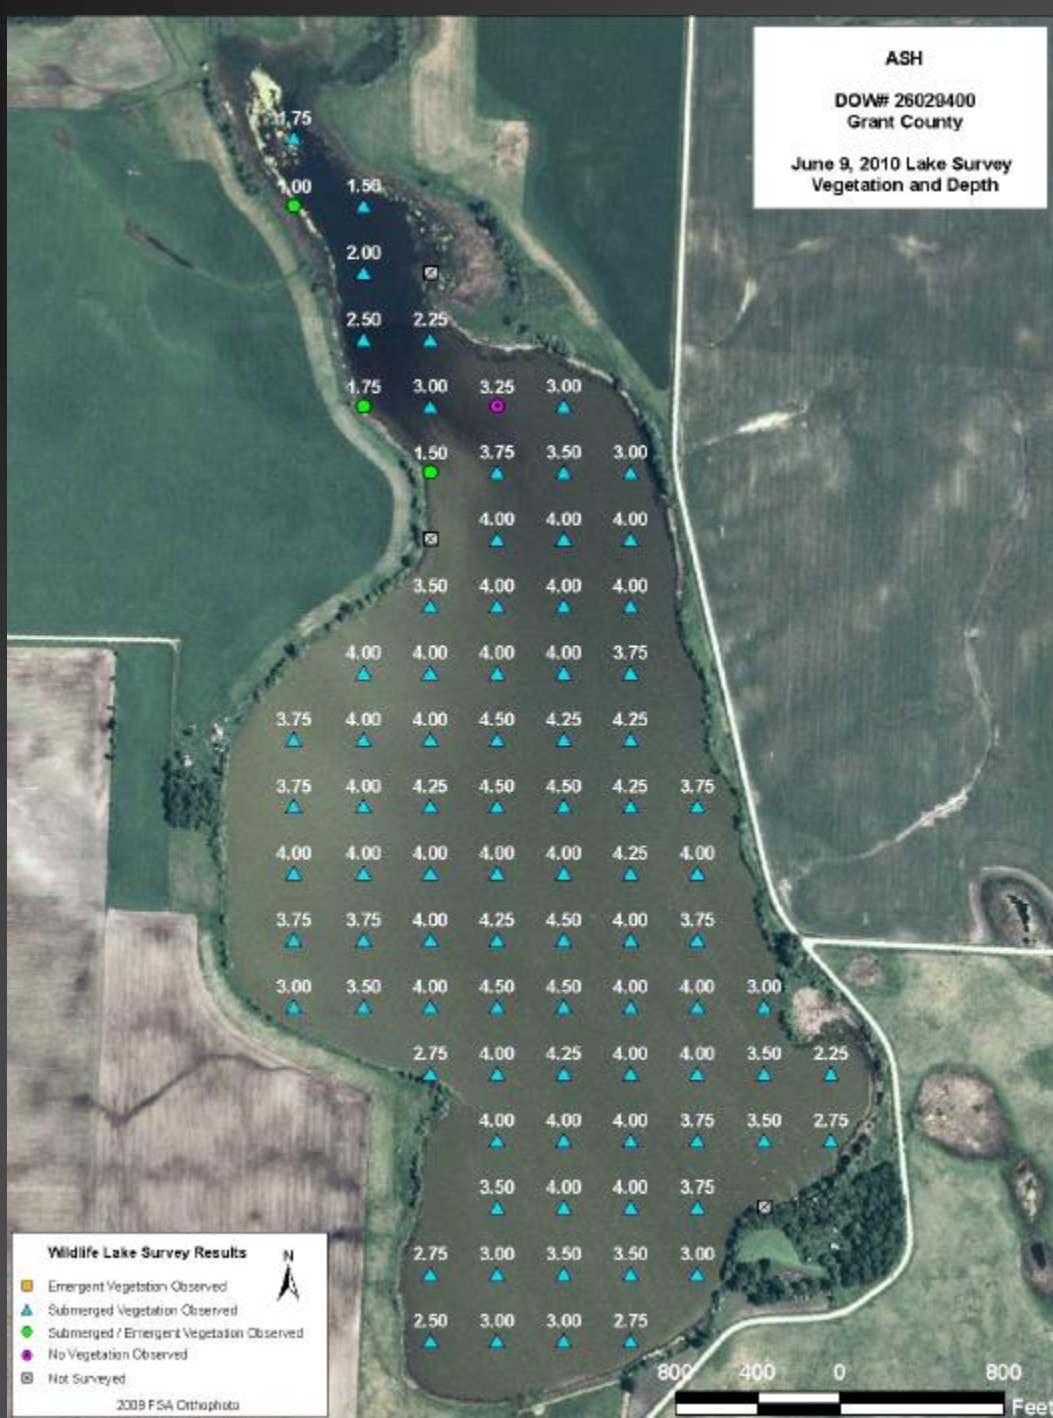 ASH
DOW# 26029400
Grant County
June 9, 2010 Lake Survey
Vegetation and Depth
1.75
1.00 1.50
2.00
2.50 2.25
1.75 3.00 3.25 3.00
1.50 3.75 3.50 3.00
4.00 4.00 4.00
3.50 4.00 4.00 4.00
4.00 4.00 4.00 4.00 3.75
3.75 4.00 4.00 4.50 4.25 4.25
3.75 4.00 4.25 4.50 4.50 4.25 3.75
4.00 4.00 4.00 4.00 4.00 4.25 4.00
3.75 3.75 4.00 4.25 4.50 4.00 3.75
3.00 3.50 4.00 4.50 4.50 4.00 4.00 3.00
2.75 4.00 4.25 4.00 4.00 3.50 2.25
4.00 4.00 4.00 3.75 3.50 2.75
3.50 4.00 4.00 3.75
2.75 3.00 3.50 3.50 3.00
2.50 3.00 3.00 2.75
Wildlife Lake Survey Results
N
Emergent Vegetation Observed
Submerged Vegetation Observed
Submerged / Emergent Vegetation Observed
No Vegetation Observed
Not Surveyed
2009 FSA Orthophoto
800 400 0 800
Feet